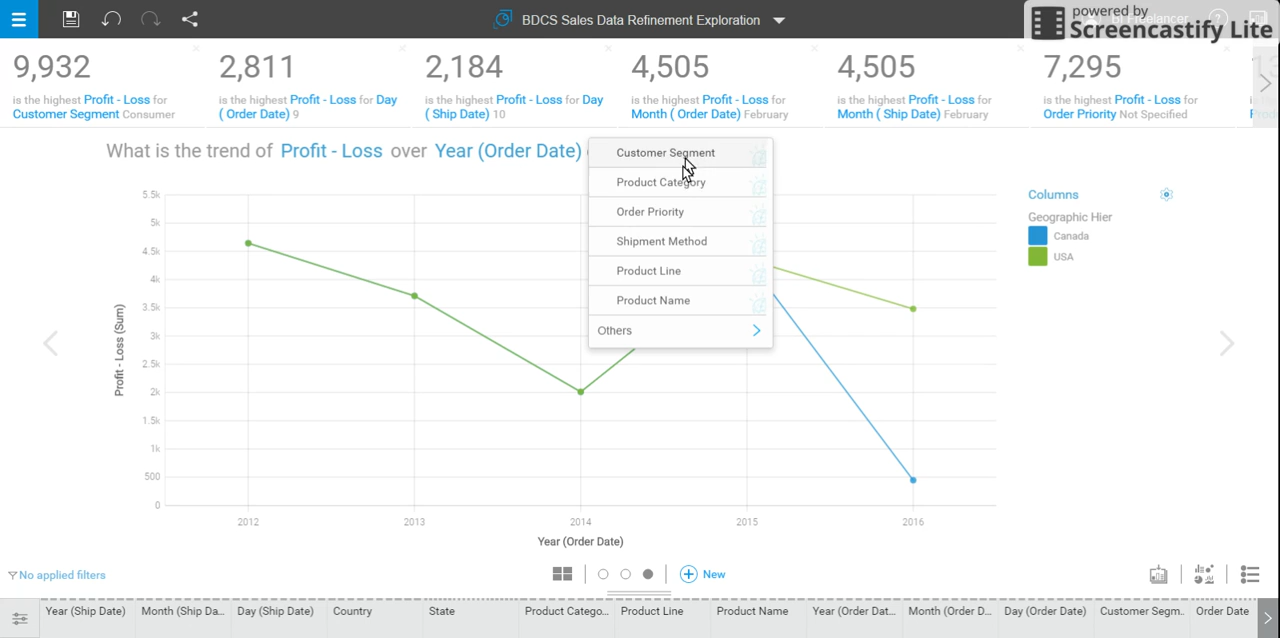 BDCS Sales Data Refinement Exploration
BI Freelancer
powered by
Screencastify Lite
9,932
is the highest Profit - Loss for
Customer Segment Consumer
2,811
is the highest Profit - Loss for Day
( Order Date) 9
2,184
is the highest Profit - Loss for Day
( Ship Date) 10
4,505
is the highest Profit - Loss for
Month ( Order Date) February
4,505
is the highest Profit - Loss for
Month ( Ship Date) February
7,295
is the highest Profit - Loss for
Order Priority Not Specified
What is the trend of Profit - Loss over Year (Order Date)
Customer Segment
Product Category
Order Priority
Shipment Method
Product Line
Product Name
Others
Columns
Geographic Hier
Canada
USA
Profit - Loss (Sum)
5.5k
5k
4.5k
4k
3.5k
3k
2.5k
2k
1.5k
1k
500
0
2012
2013
2014
2015
2016
Year (Order Date)
No applied filters
New
Year (Ship Date)
Month (Ship Da...
Day (Ship Date)
Country
State
Product Catego...
Product Line
Product Name
Year (Order Dat...
Month (Order D...
Day (Order Date)
Customer Segm..
Order Date